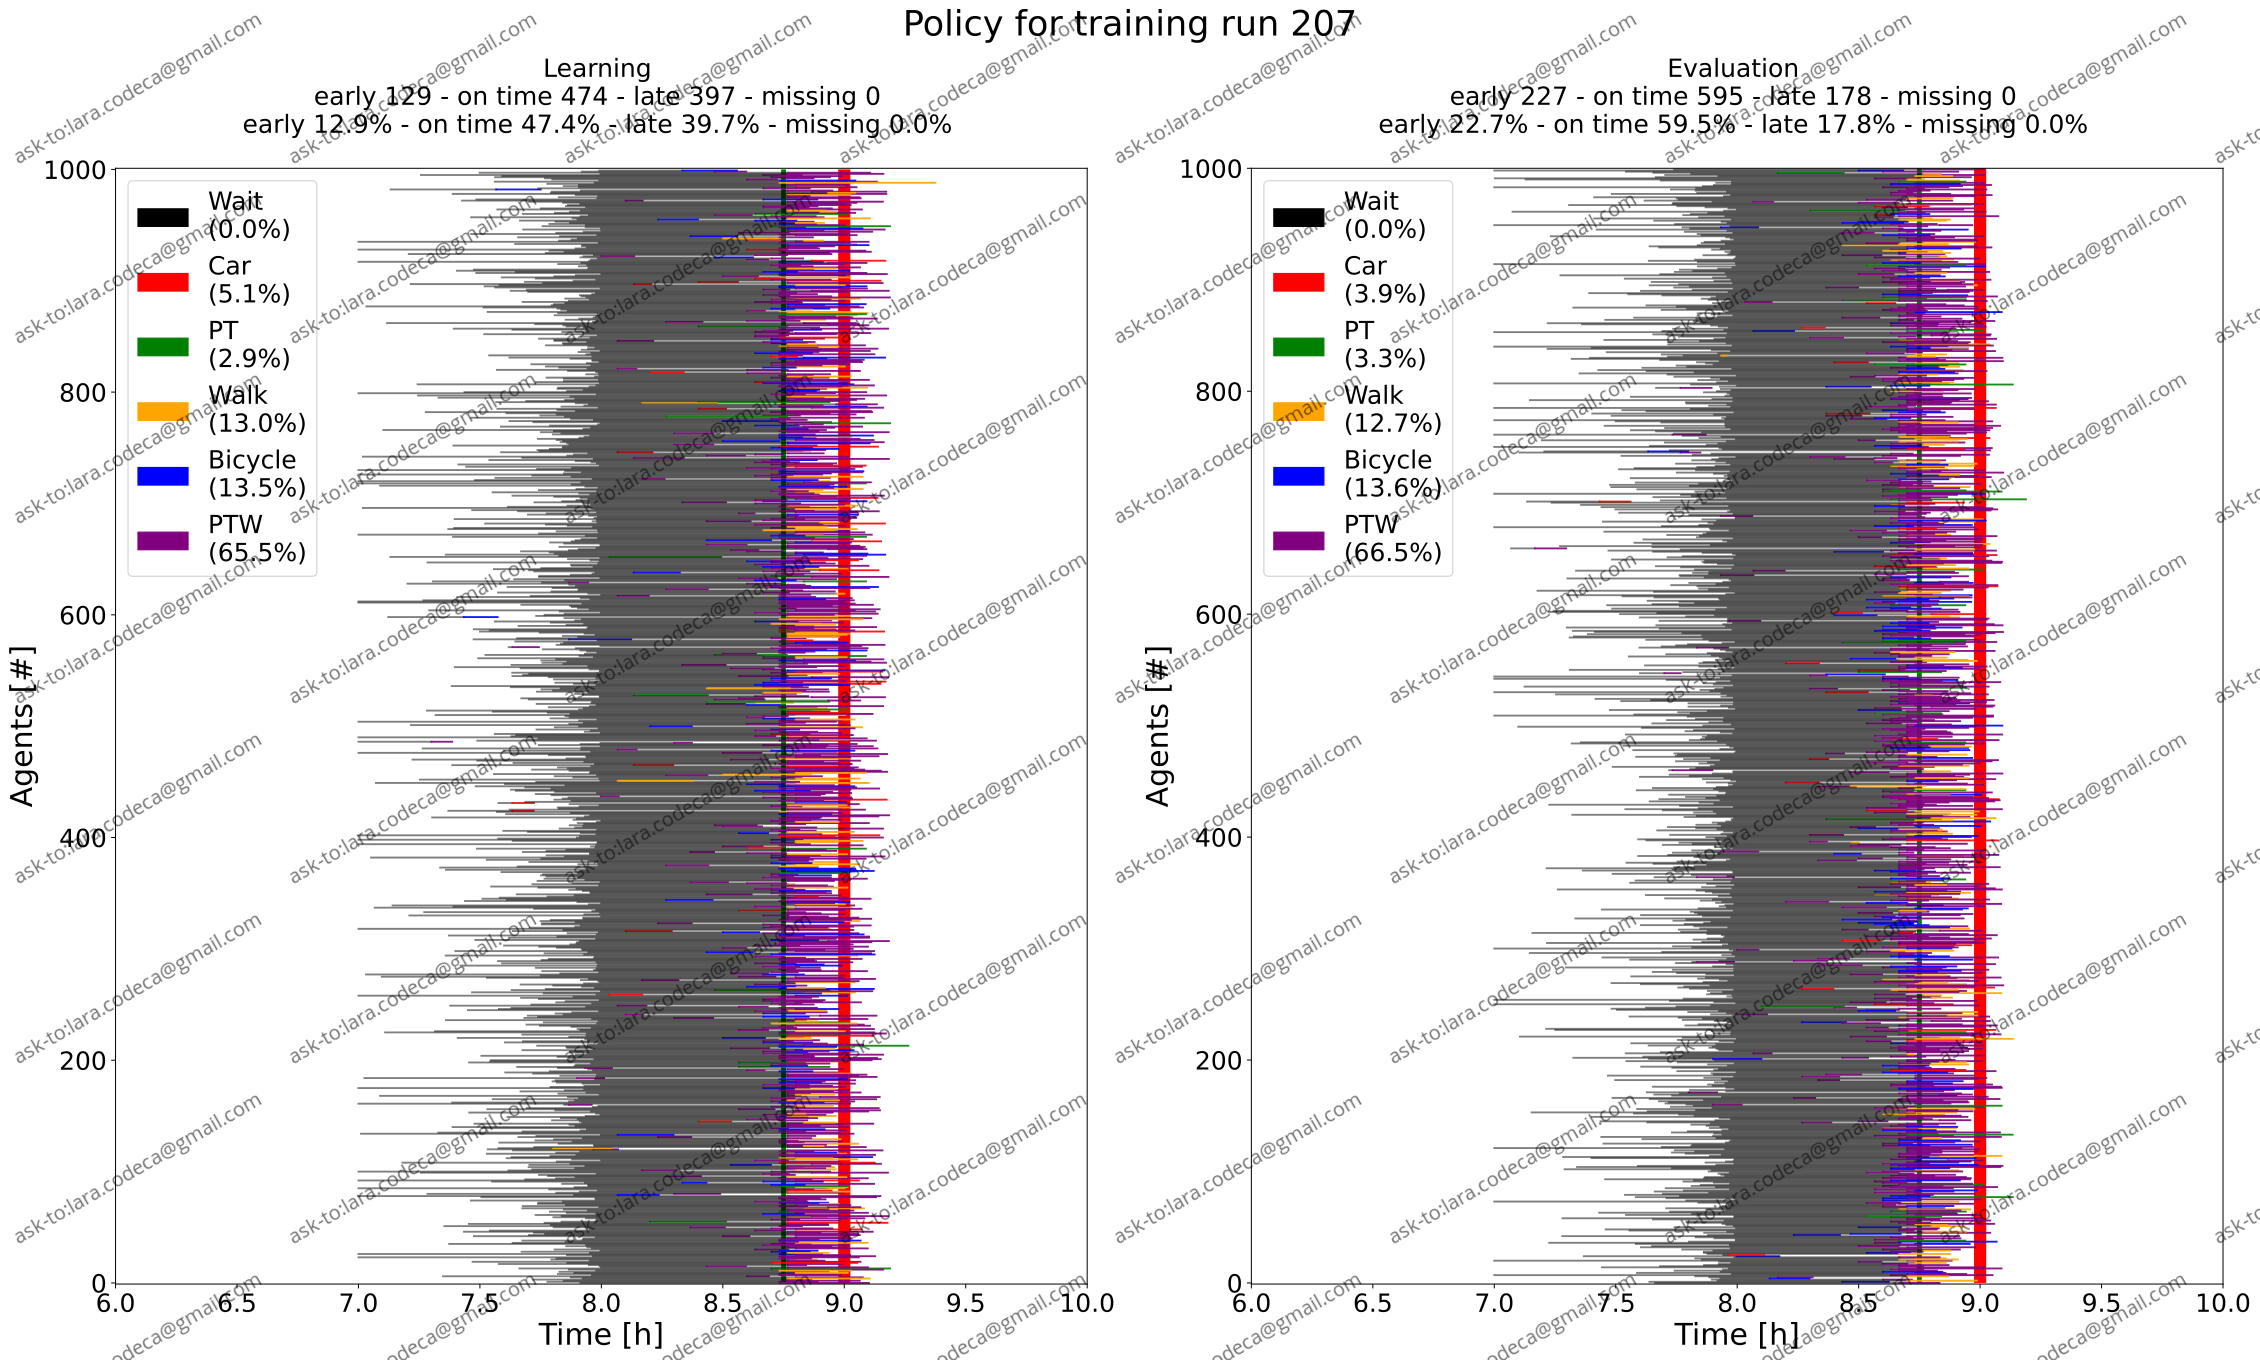 Policy for training run 207
Learning
early 129 - on time 474 - late 397 - missing 0
early 12.9% - on time 47.4% - late 39.7% - missing 0.0%
1000
800
600
400
200
0
Agents [#]
Wait
(0.0%)
Car
(5.1%)
PT
(2.9%)
Walk
(13.0%)
Bicycle
(13.5%)
PTW
(65.5%)
6.0 6.5 7.0 7.5 8.0 8.5 9.0 9.5 10.0
Time [h]
Evaluation
early 227 - on time 595 - late 178 - missing 0
early 22.7% - on time 59.5% - late 17.8% - missing 0.0%
1000
800
600
400
200
0
Agents [#]
Wait
(0.0%)
Car
(3.9%)
PT
(3.3%)
Walk
(12.7%)
Bicycle
(13.6%)
PTW
(66.5%)
6.0 6.5 7.0 7.5 8.0 8.5 9.0 9.5 10.0
Time [h]
ask-to:lara.codeca@gmail.com